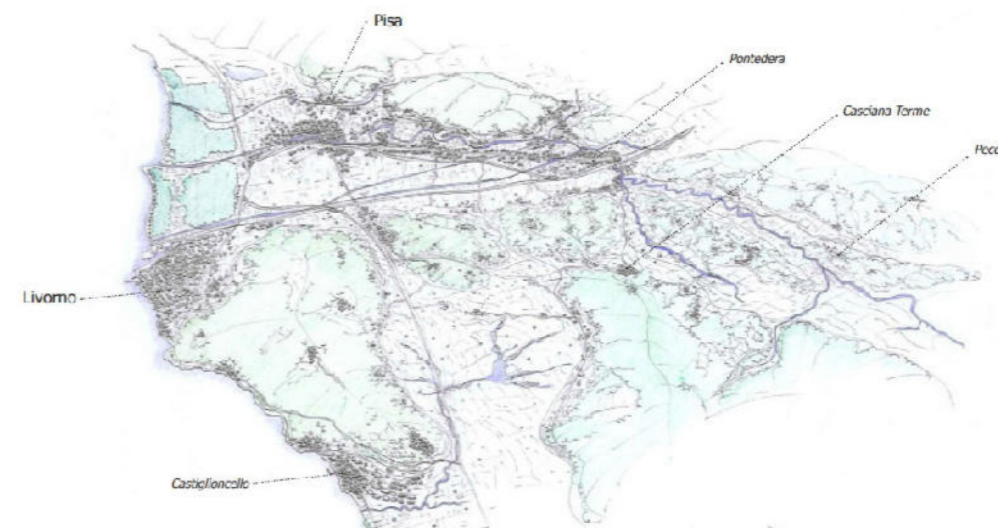 Pisa
Pontedera
Casciana Terme
Livorno
Castiglioncello